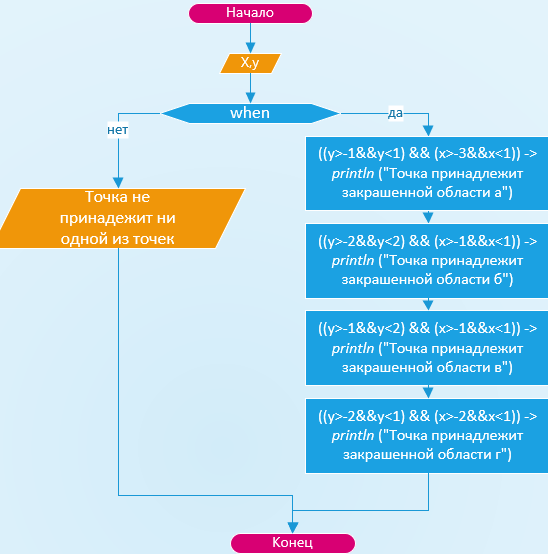 Начало
X,y
when
нет
да
Точка не
принадежит ни
одной из точек
((y>-1&&y<1) && (x>-3&&x<1)) ->
println ("Точка принадлежит
закрашенной области а")
((y>-2&&y<2) && (x>-1&&x<1)) ->
println ("Точка принадлежит
закрашенной области б")
((y>-1&&y<2) && (x>-1&&x<1)) ->
println ("Точка принадлежит
закрашенной области в")
((y>-2&&y<1) && (x>-2&&x<1)) ->
println ("Точка принадлежит
закрашенной области г")
Конец